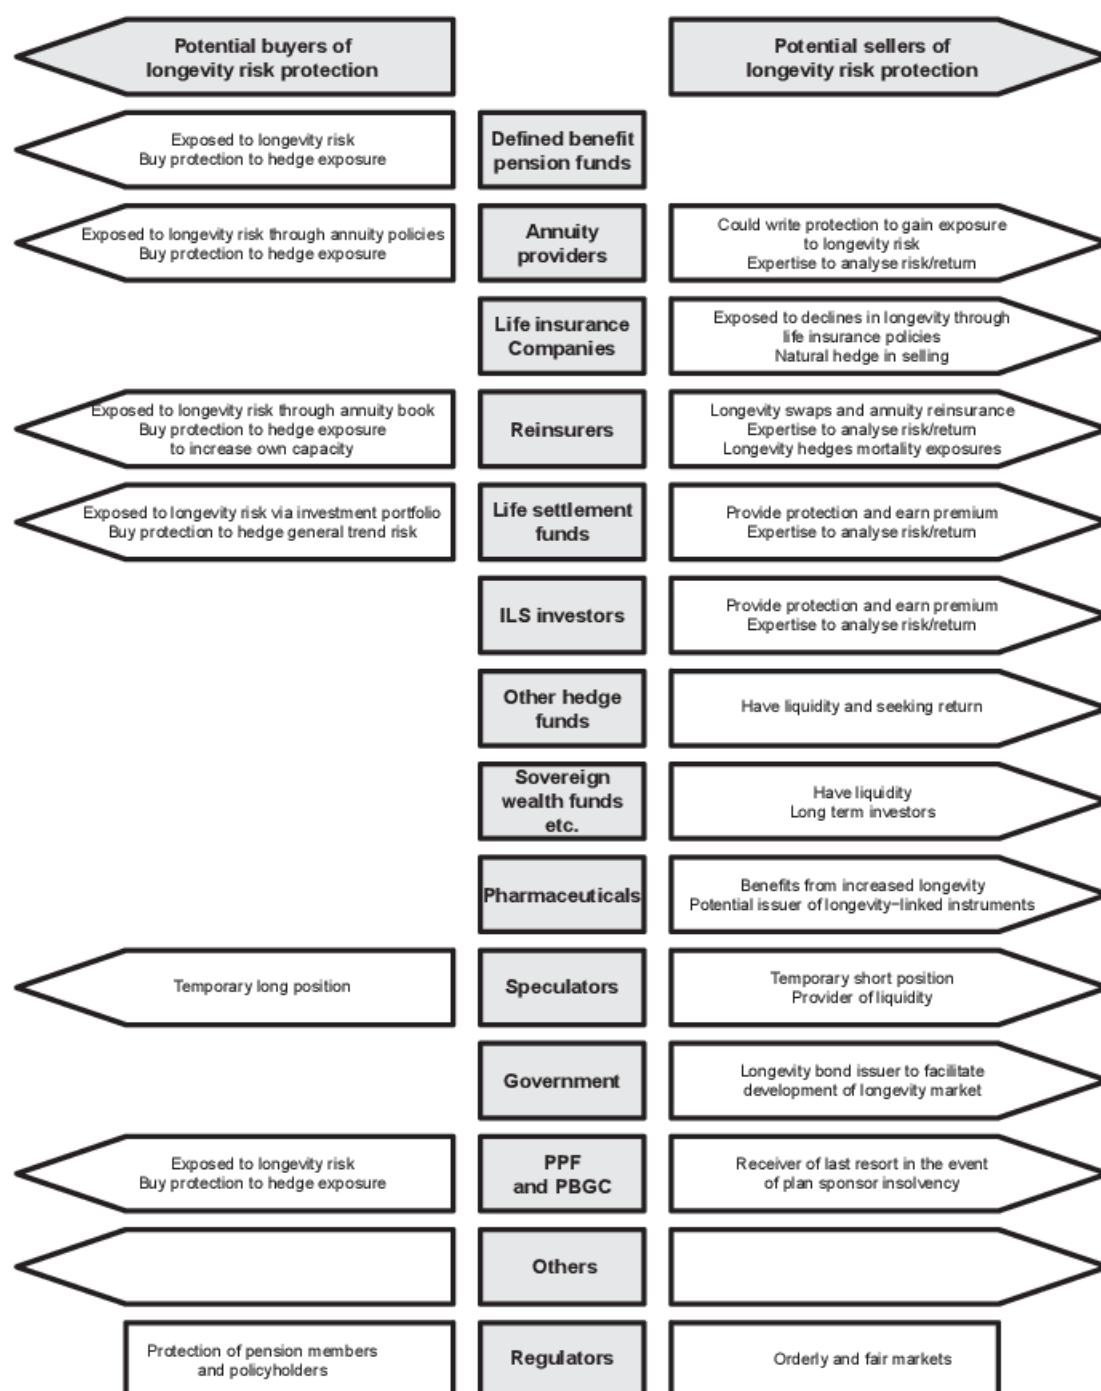 Potential buyers of
longevity risk protection
Potential sellers of
longevity risk protection
Exposed to longevity risk
Buy protection to hedge exposure
Defined benefit
pension funds
Exposed to longevity risk through annuity policies
Buy protection to hedge exposure
Annuity
providers
Could write protection to gain exposure
to longevity risk
Expertise to analyse risk/return
Life insurance
Companies
Exposed to declines in longevity through
life insurance policies
Natural hedge in selling
Exposed to longevity risk through annuity book
Buy protection to hedge exposure
to increase own capacity
Reinsurers
Longevity swaps and annuity reinsurance
Expertise to analyse risk/return
Longevity hedges mortality exposures
Exposed to longevity risk via investment portfolio
Buy protection to hedge general trend risk
Life settlement
funds
Provide protection and earn premium
Expertise to analyse risk/return
ILS investors
Provide protection and earn premium
Expertise to analyse risk/return
Other hedge
funds
Have liquidity and seeking return
Sovereign
wealth funds
etc.
Have liquidity
Long term investors
Pharmaceuticals
Benefits from increased longevity
Potential issuer of longevity−linked instruments
Temporary long position
Speculators
Temporary short position
Provider of liquidity
Government
Longevity bond issuer to facilitate
development of longevity market
Exposed to longevity risk
Buy protection to hedge exposure
PPF
and PBGC
Receiver of last resort in the event
of plan sponsor insolvency
Others
Protection of pension members
and policyholders
Regulators
Orderly and fair markets